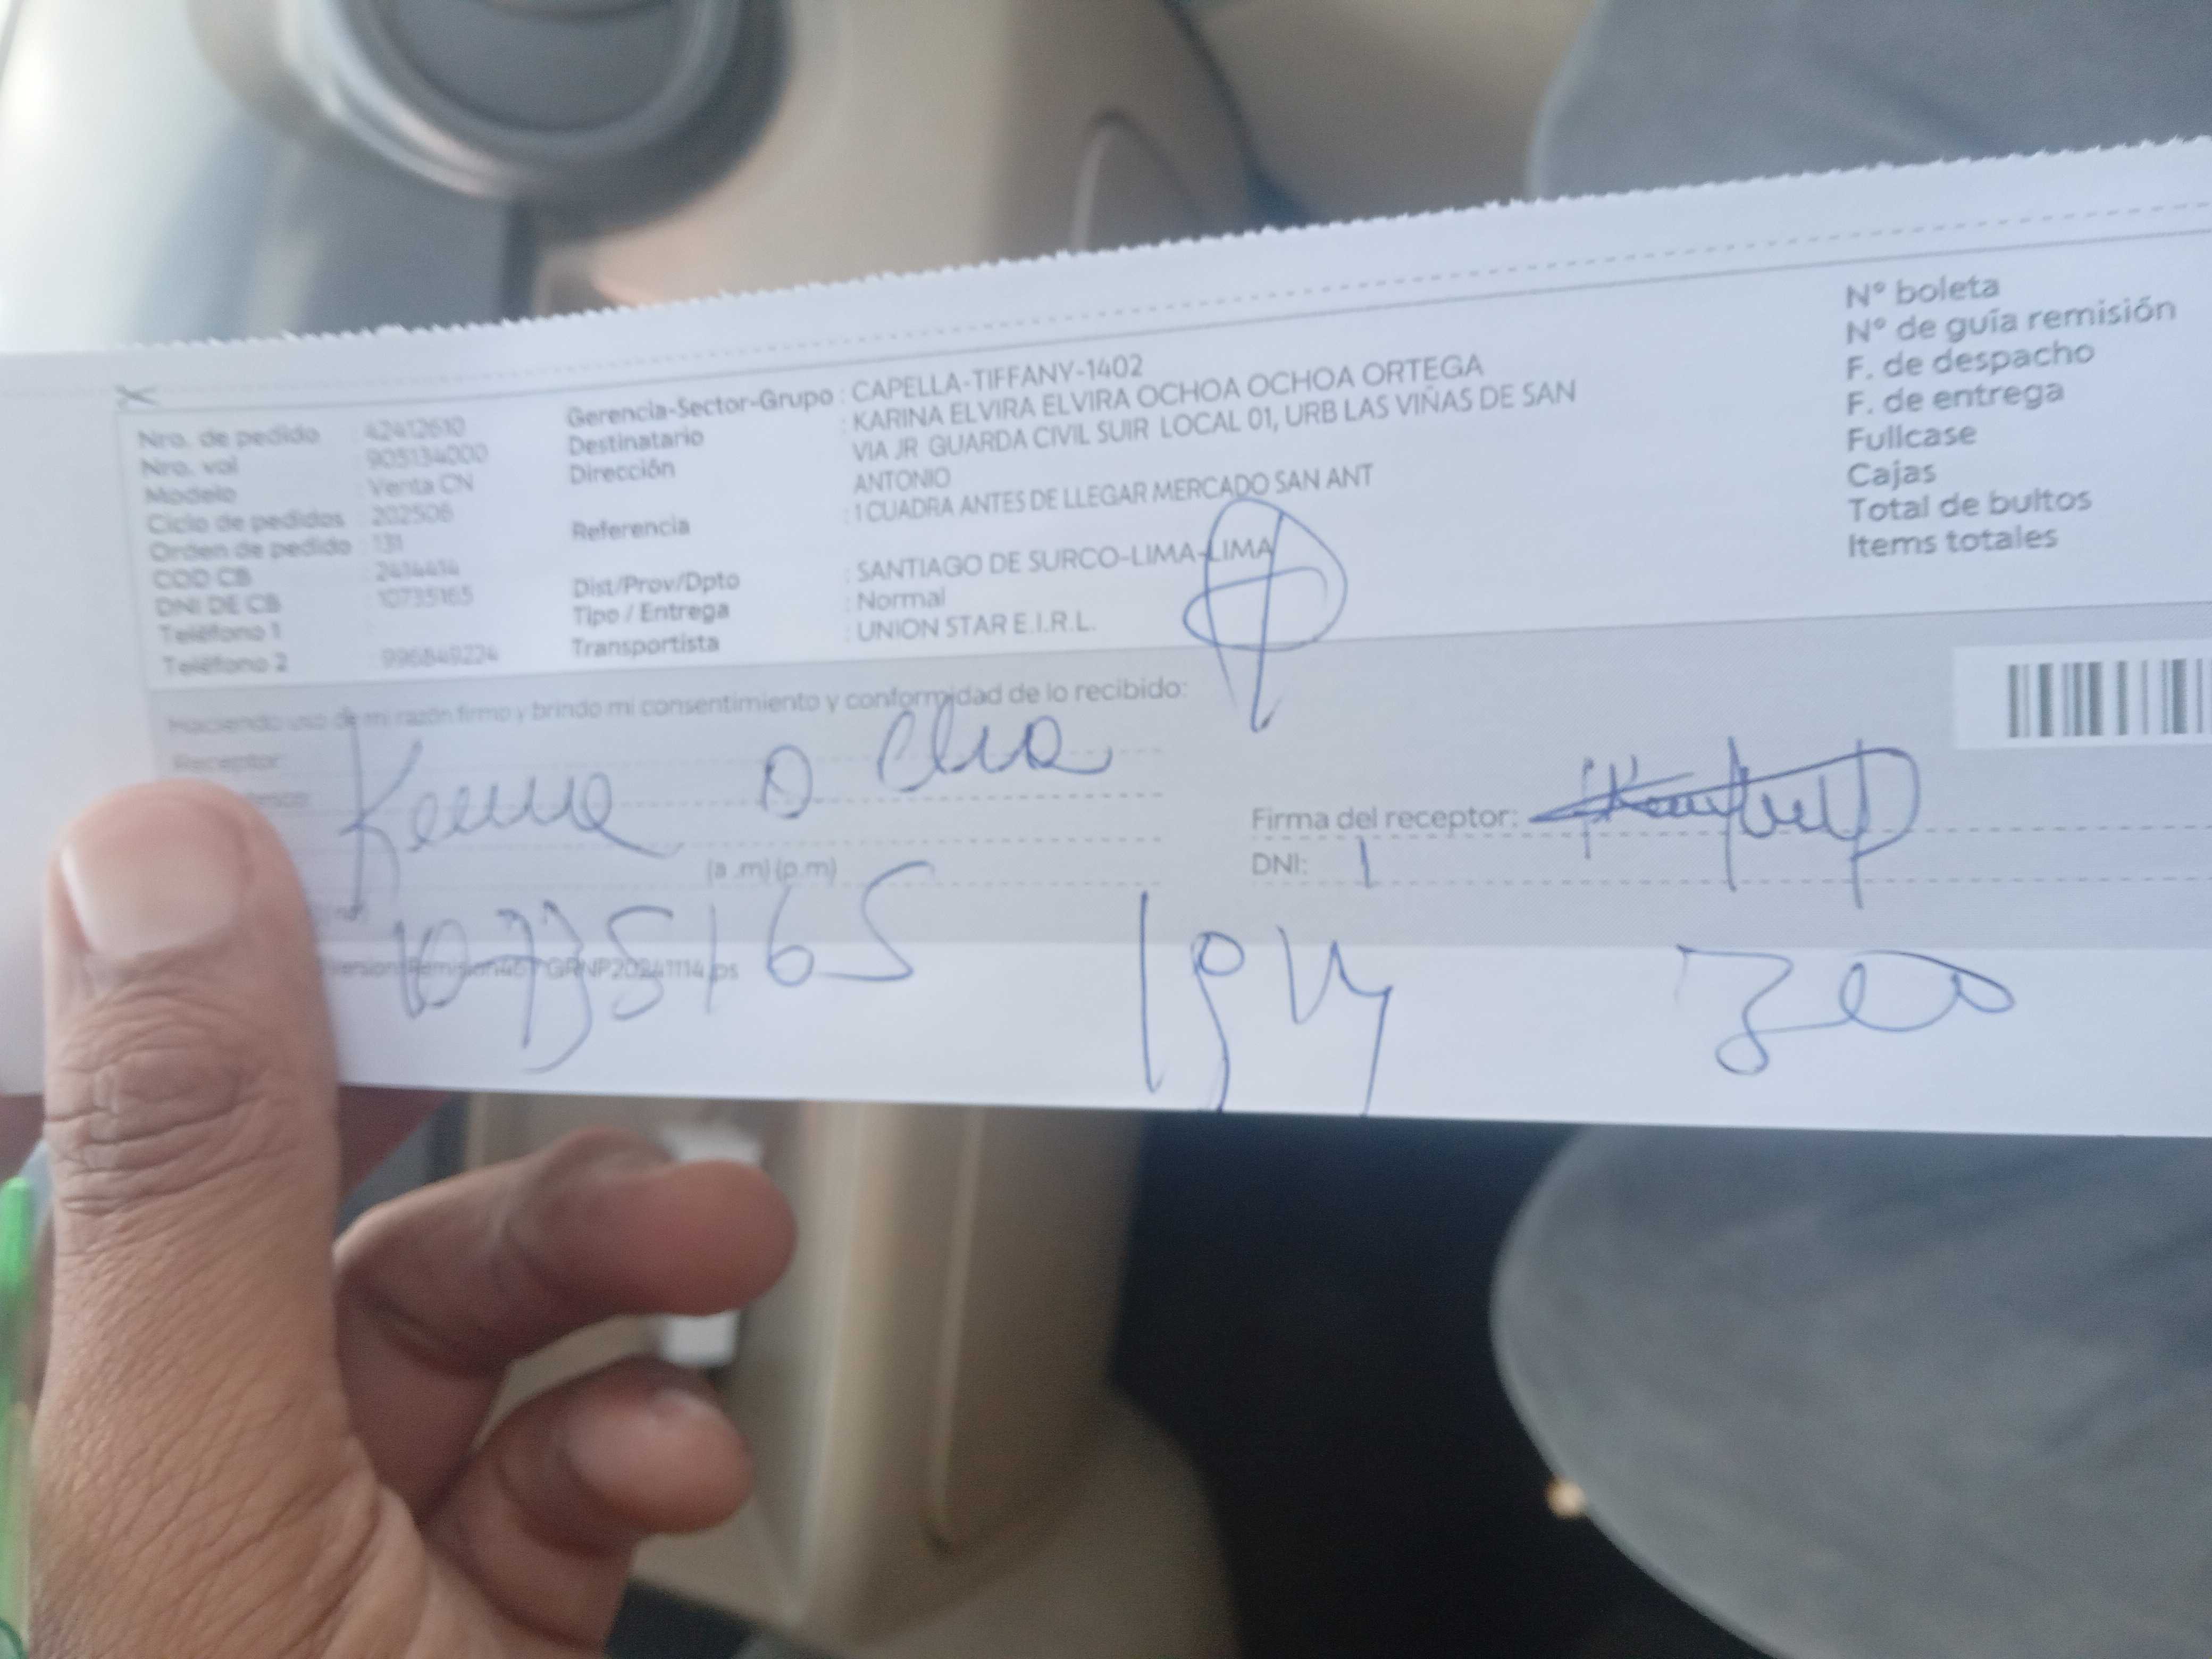 Nro. de pedido : 42412610
Nro. val : 905134000
Modelo : Venta CN
Ciclo de pedidos : 202506
Orden de pedido : 131
COD CB : 2414414
DNI DE CB : 10735165
Teléfono 1 :
Teléfono 2 : 996849224
Gerencia-Sector-Grupo : CAPELLA-TIFFANY-1402
Destinatario : KARINA ELVIRA ELVIRA OCHOA OCHOA ORTEGA
Dirección VIA JR GUARDA CIVIL SUIR LOCAL 01, URB LAS VIÑAS DE SAN
ANTONIO
Referencia : 1 CUADRA ANTES DE LLEGAR MERCADO SAN ANT
Dist/Prov/Dpto : SANTIAGO DE SURCO-LIMA-LIMA
Tipo / Entrega : Normal
Transportista : UNION STAR E.I.R.L.
N° boleta
N° de guía remisión
F. de despacho
F. de entrega
Fullcase
Cajas
Total de bultos
Items totales
Haciendo uso de mi razón firmo y brindo mi consentimiento y conformidad de lo recibido:
Receptor:
(a .m) (p.m)
Firma del receptor:
DNI: 1
10735165